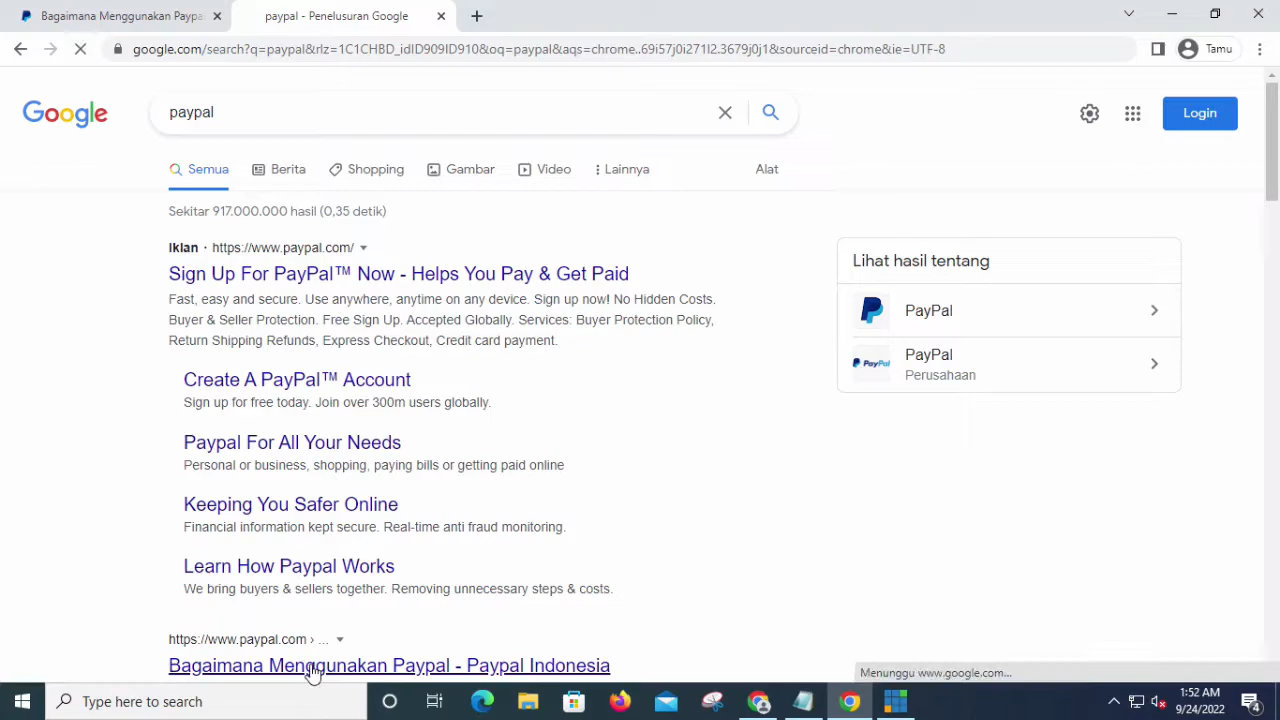 Bagaimana Menggunakan Paypa
paypal - Penelusuran Google
google.com/search?q=paypal&rlz=1C1CHBD_idID909ID910&oq=paypal&aqs=chrome..69i57j0i271l2.3679j0j1&sourceid=chrome&ie=UTF-8
Tamu
Google
paypal
Login
Semua
Berita
Shopping
Gambar
Video
Lainnya
Alat
Sekitar 917.000.000 hasil (0,35 detik)
Iklan · https://www.paypal.com/
Sign Up For PayPal™ Now - Helps You Pay & Get Paid
Fast, easy and secure. Use anywhere, anytime on any device. Sign up now! No Hidden Costs.
Buyer & Seller Protection. Free Sign Up. Accepted Globally. Services: Buyer Protection Policy,
Return Shipping Refunds, Express Checkout, Credit card payment.
Create A PayPal™ Account
Sign up for free today. Join over 300m users globally.
Paypal For All Your Needs
Personal or business, shopping, paying bills or getting paid online
Keeping You Safer Online
Financial information kept secure. Real-time anti fraud monitoring.
Learn How Paypal Works
We bring buyers & sellers together. Removing unnecessary steps & costs.
https://www.paypal.com › ...
Bagaimana Menggunakan Paypal - Paypal Indonesia
Lihat hasil tentang
PayPal
PayPal
PayPal
Perusahaan
Menunggu www.google.com...
Type here to search
1:52 AM
9/24/2022
4